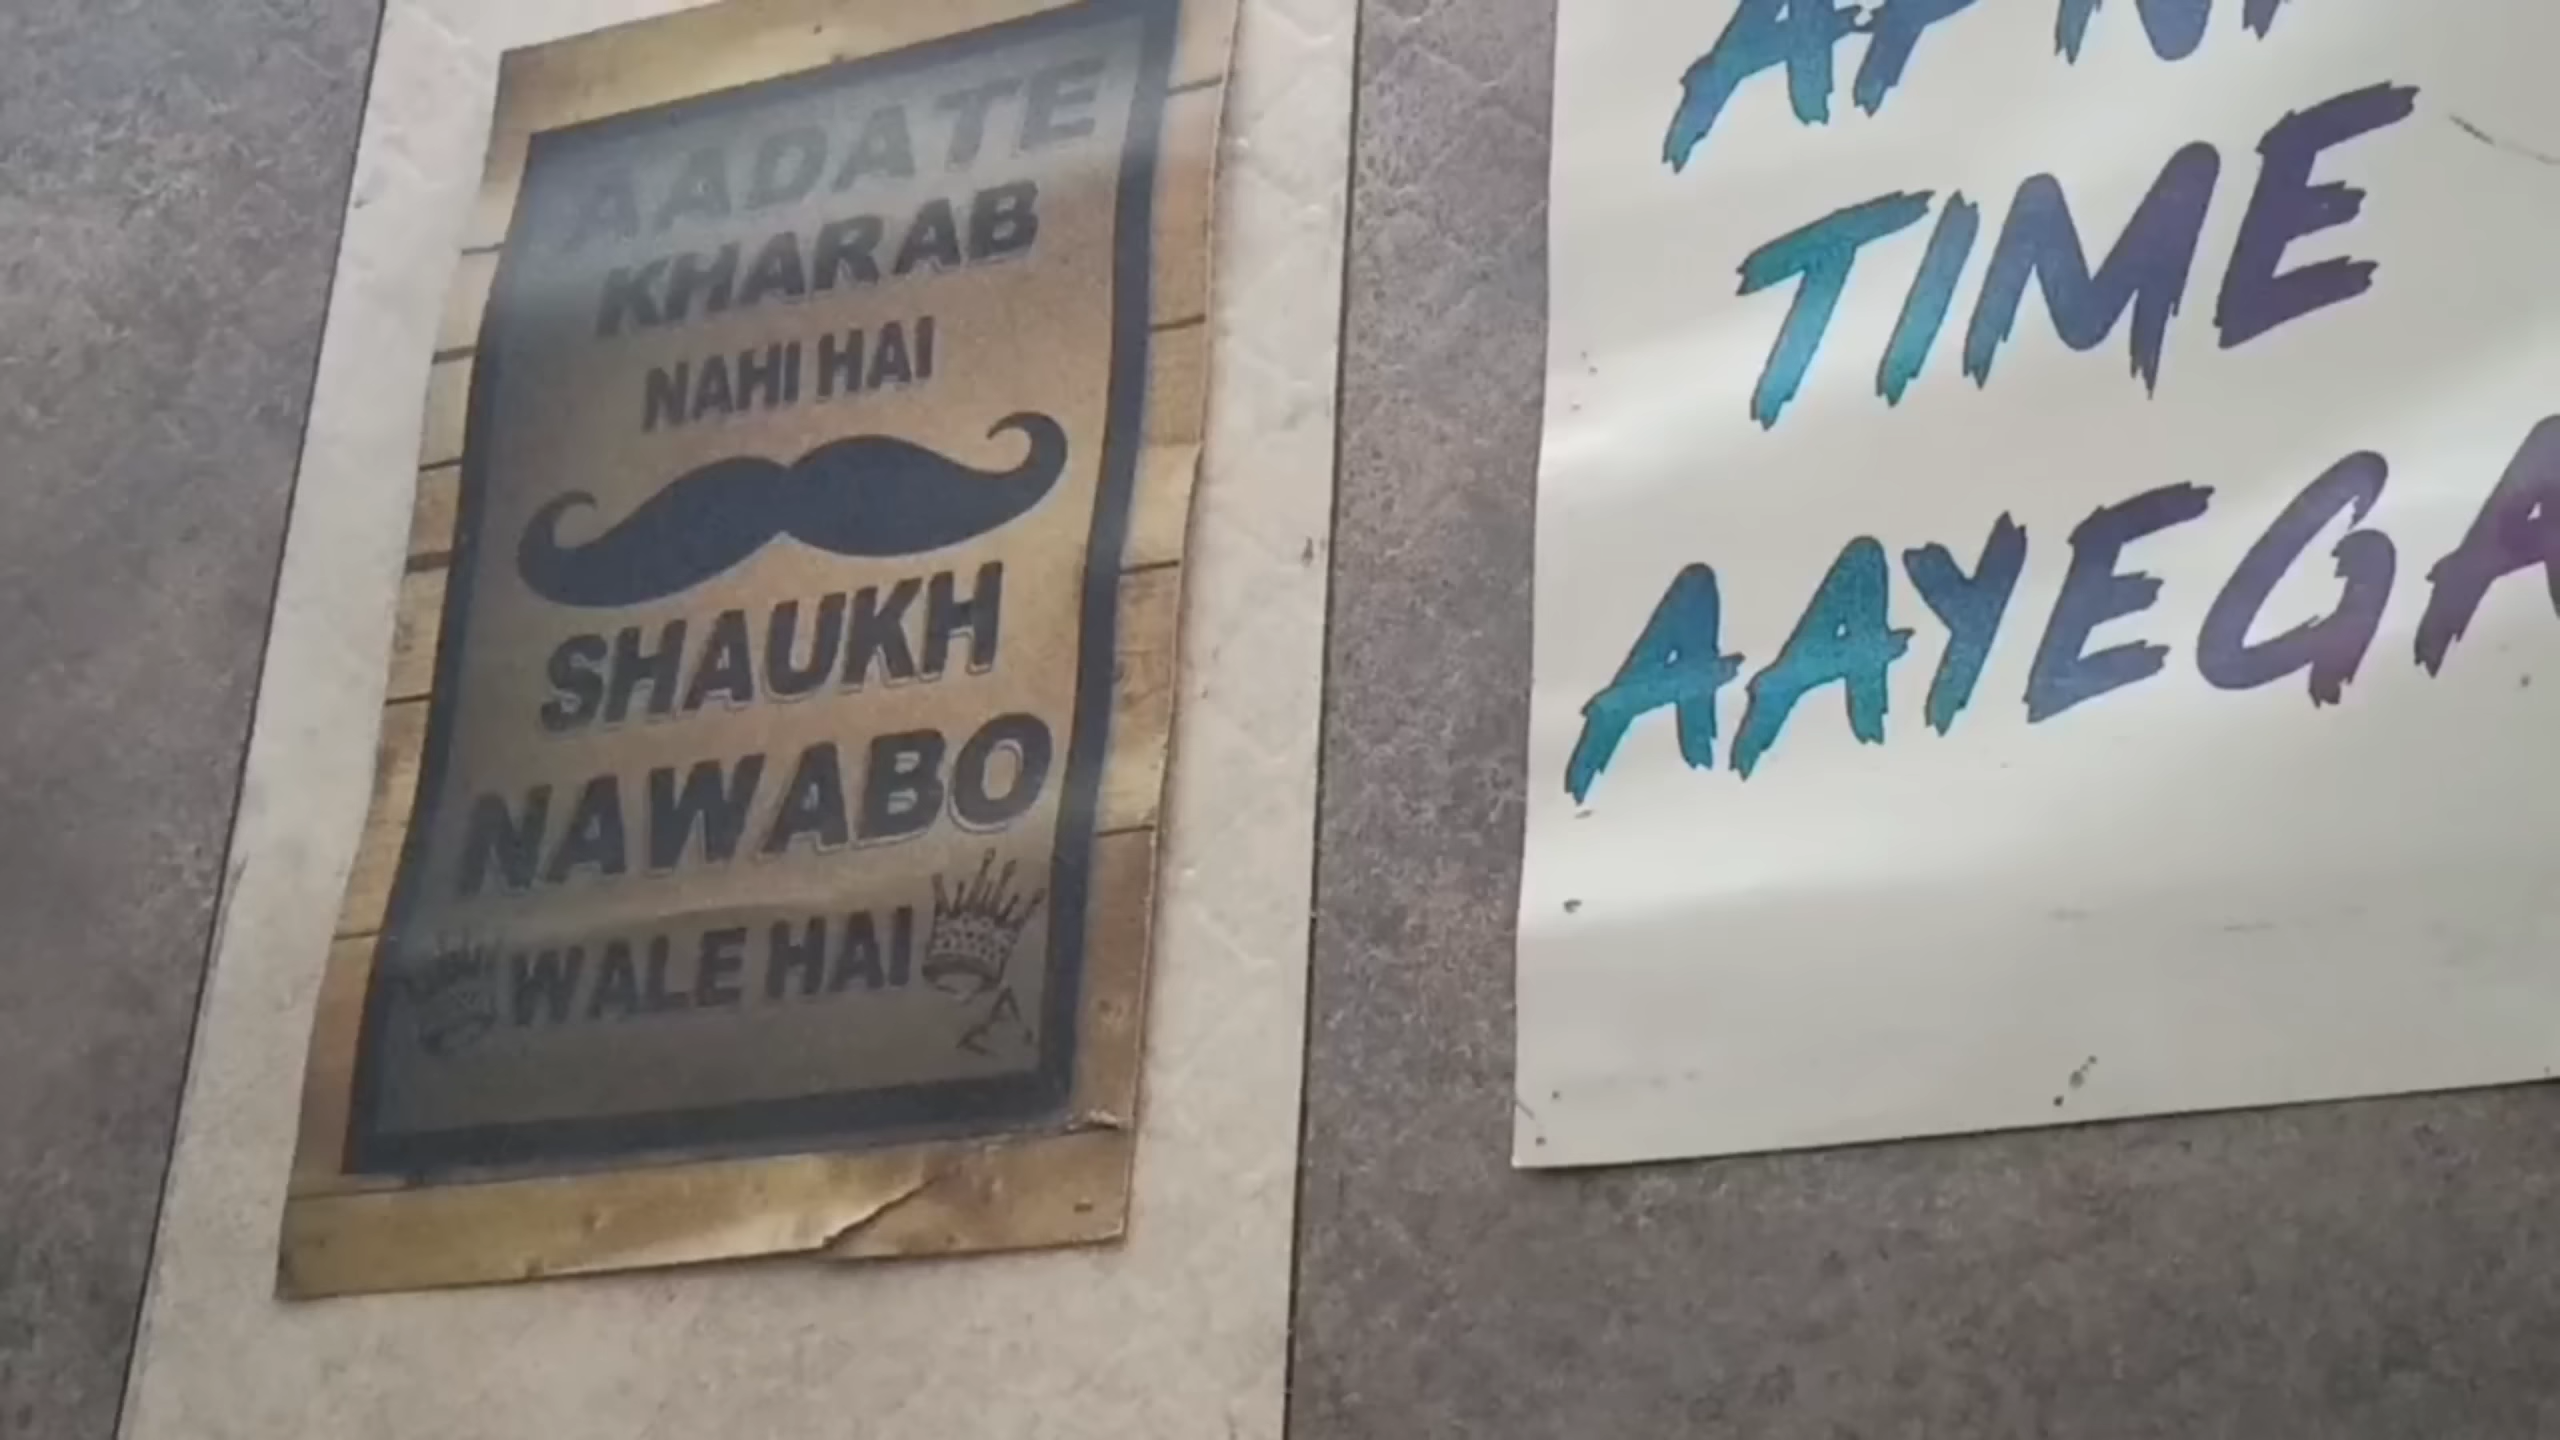 AADATE
KHARAB
NAHI HAI
SHAUKH
NAWABO
WALE HAI
TIME
AAYEGA